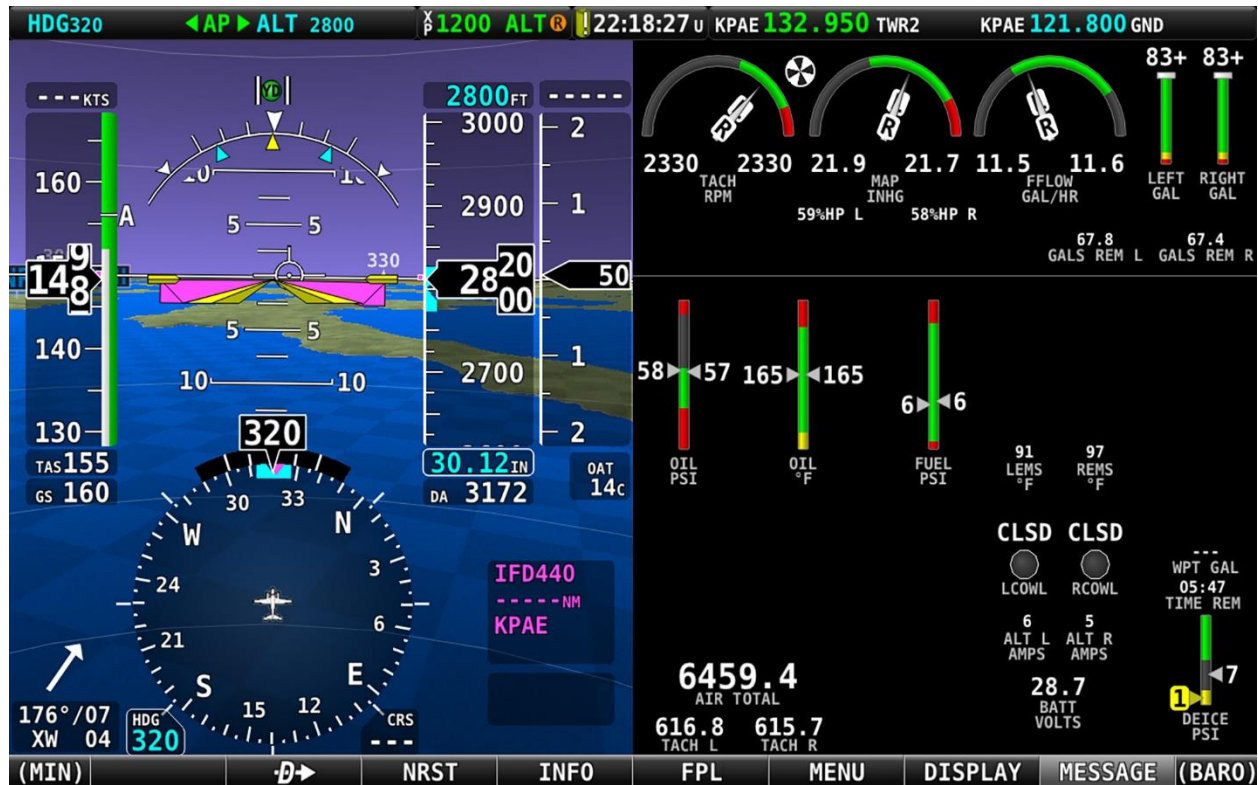 HDG320 AP ALT 2800 XP1200 ALT R 22:18:27 U KPAE 132.950 TWR2 KPAE 121.800 GND
---KTS
YD
2800FT -----
160
A
148
9
8
140
130
TAS155
GS 160
5 5
5 5
10 10
330
3000
2900
2820
00
2700
2
1
50
1
2
30.12IN
DA 3172
OAT
14C
320
30 33 N 3 6 E 12 15 S 21 24 W
IFD440
-----NM
KPAE
176°/07
XW 04
HDG
320
CRS
---
R R R
2330 2330
TACH
RPM
21.9 21.7
MAP
INHG
59%HP L 58%HP R
11.5 11.6
FFLOW
GAL/HR
83+ 83+
LEFT
GAL
RIGHT
GAL
67.8 67.4
GALS REM L GALS REM R
58 57
OIL
PSI
165 165
OIL
°F
6 6
FUEL
PSI
91 97
LEMS REMS
°F °F
CLSD CLSD
LCOWL RCOWL
---
WPT GAL
05:47
TIME REM
6 5
ALT L ALT R
AMPS AMPS
28.7
BATT
VOLTS
7
1
DEICE
PSI
6459.4
AIR TOTAL
616.8 615.7
TACH L TACH R
(MIN) D NRST INFO FPL MENU DISPLAY MESSAGE (BARO)